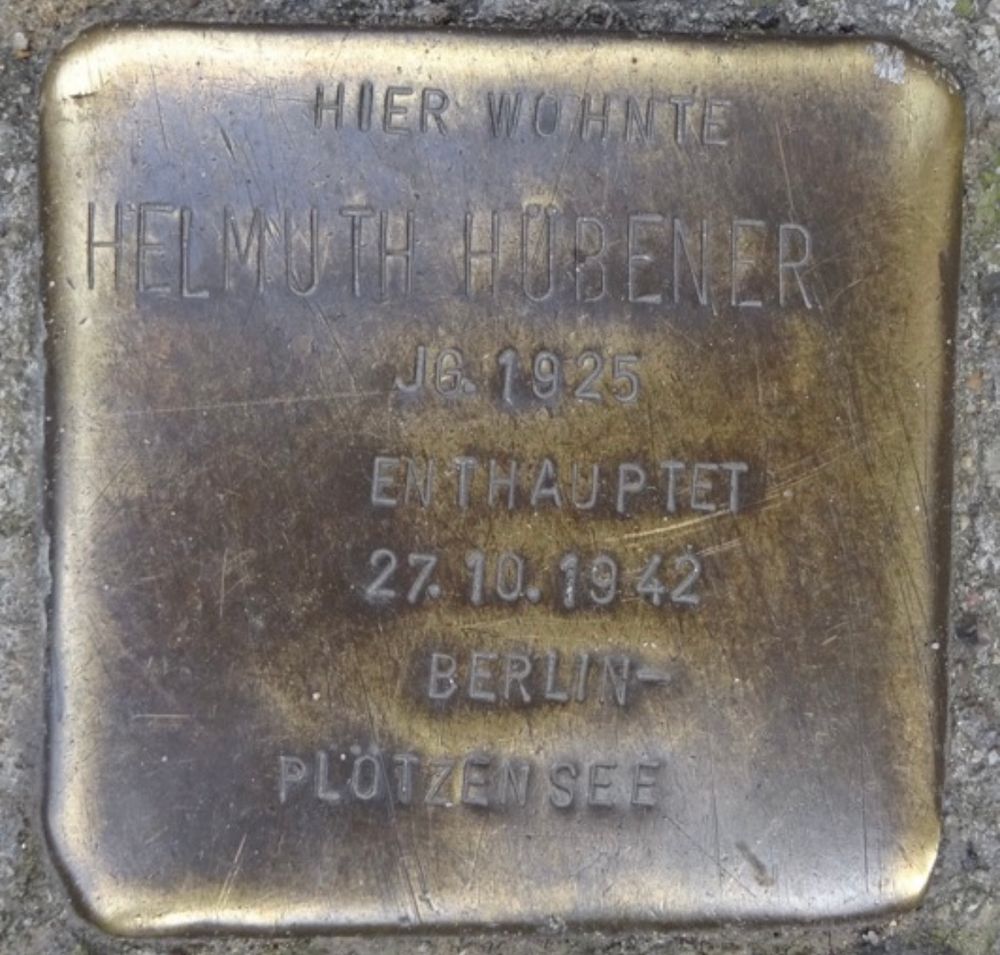 HIER WOHNTE
HELMUTH HÜBENER
JG. 1925
ENTHAUPTET
27.10.1942
BERLIN-
PLÖTZENSEE